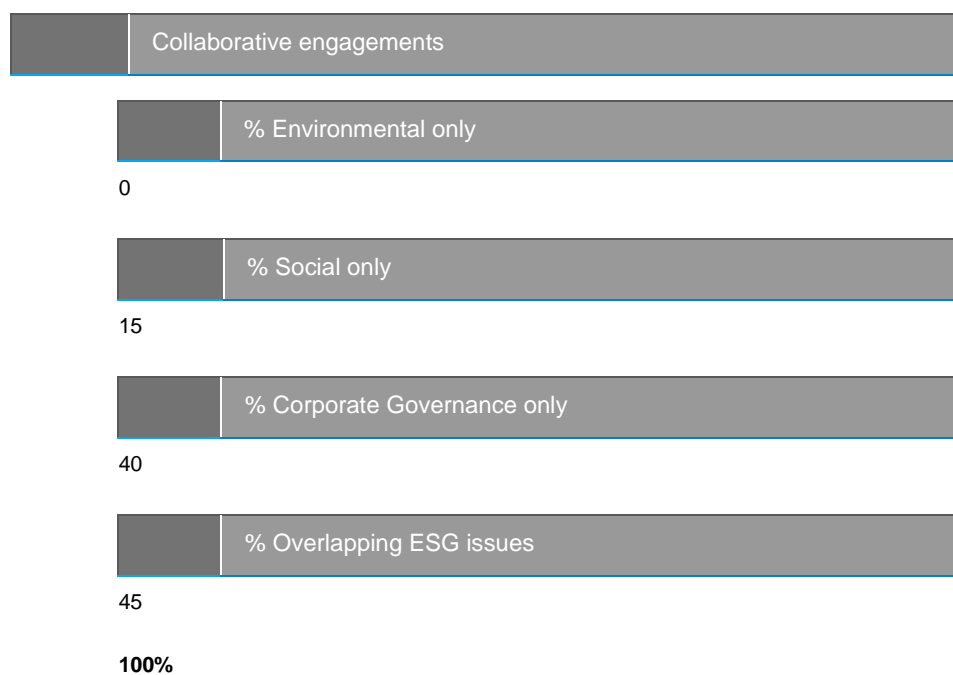 Collaborative engagements
% Environmental only
0
% Social only
15
% Corporate Governance only
40
% Overlapping ESG issues
45
100%